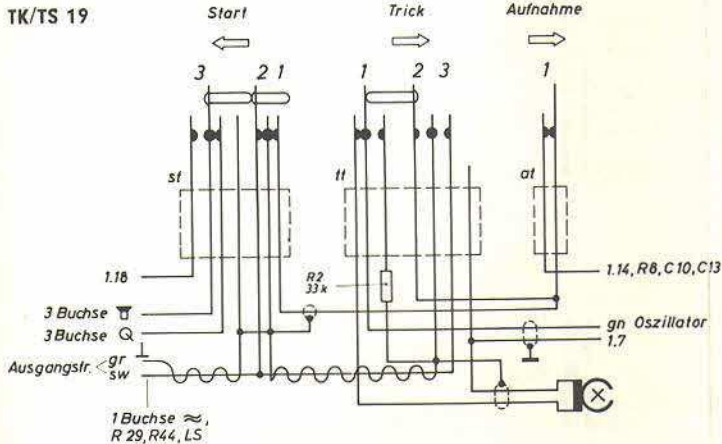 TK/TS 19
Start
Trick
Aufnahme
3 2 1
1 2 3
1
st
tt
at
1.18
R2
33k
1.14, R8, C10, C13
3 Buchse
3 Buchse
gn Oszillator
1.7
Ausgangstr.
gr
sw
1 Buchse ≈,
R 29, R44, LS